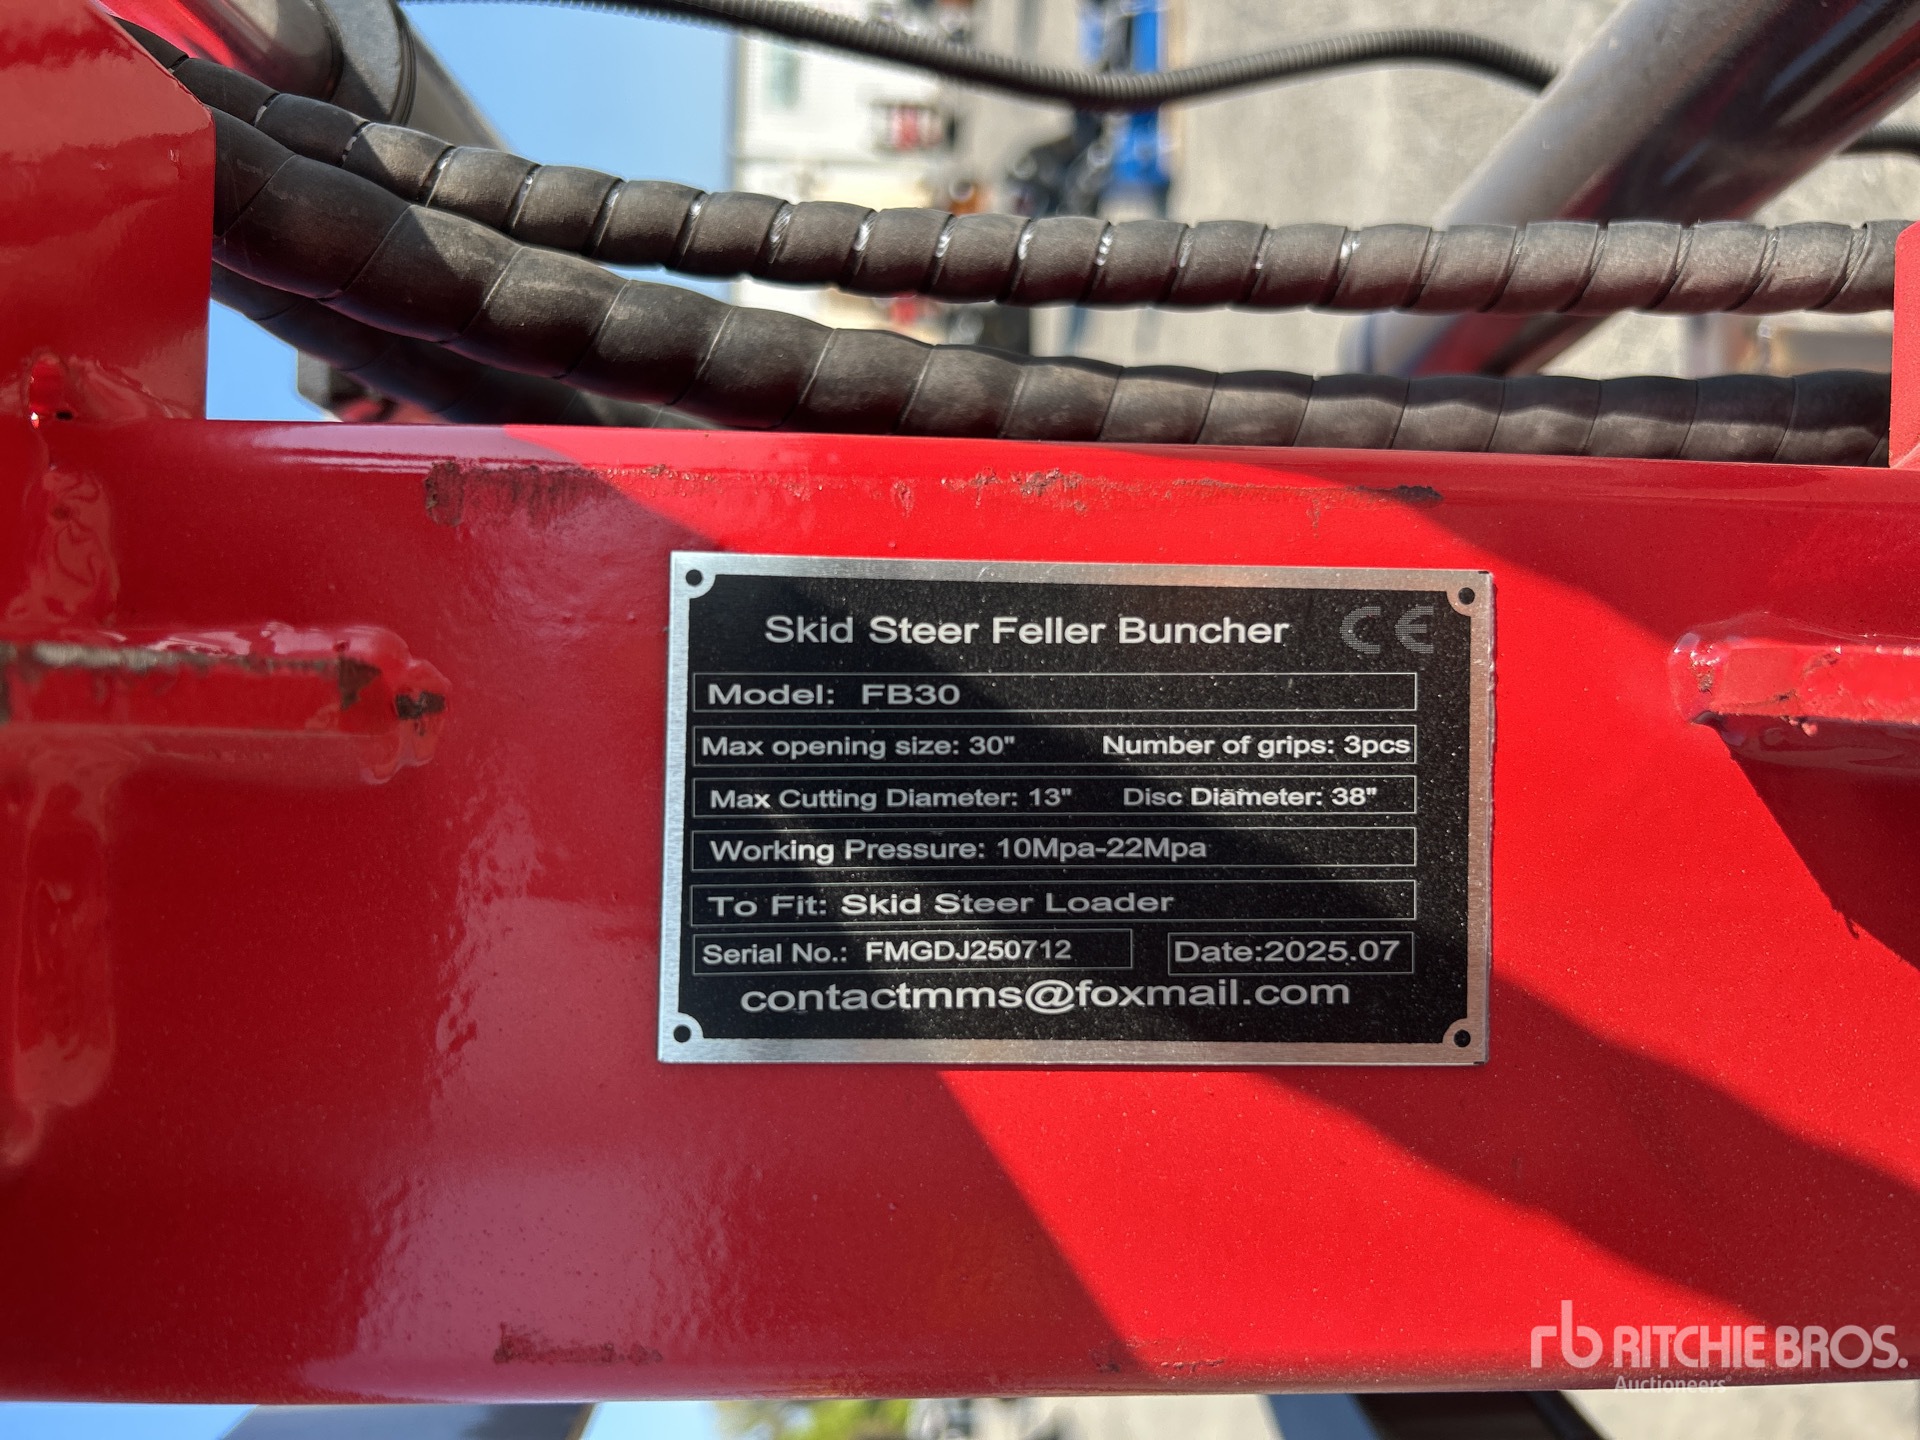 Skid Steer Feller Buncher CE
Model: FB30
Max opening size: 30" Number of grips: 3pcs
Max Cutting Diameter: 13" Disc Diameter: 38"
Working Pressure: 10Mpa-22Mpa
To Fit: Skid Steer Loader
Serial No.: FMGDJ250712 Date:2025.07
contactmms@foxmail.com
rb RITCHIE BROS.
Auctioneers